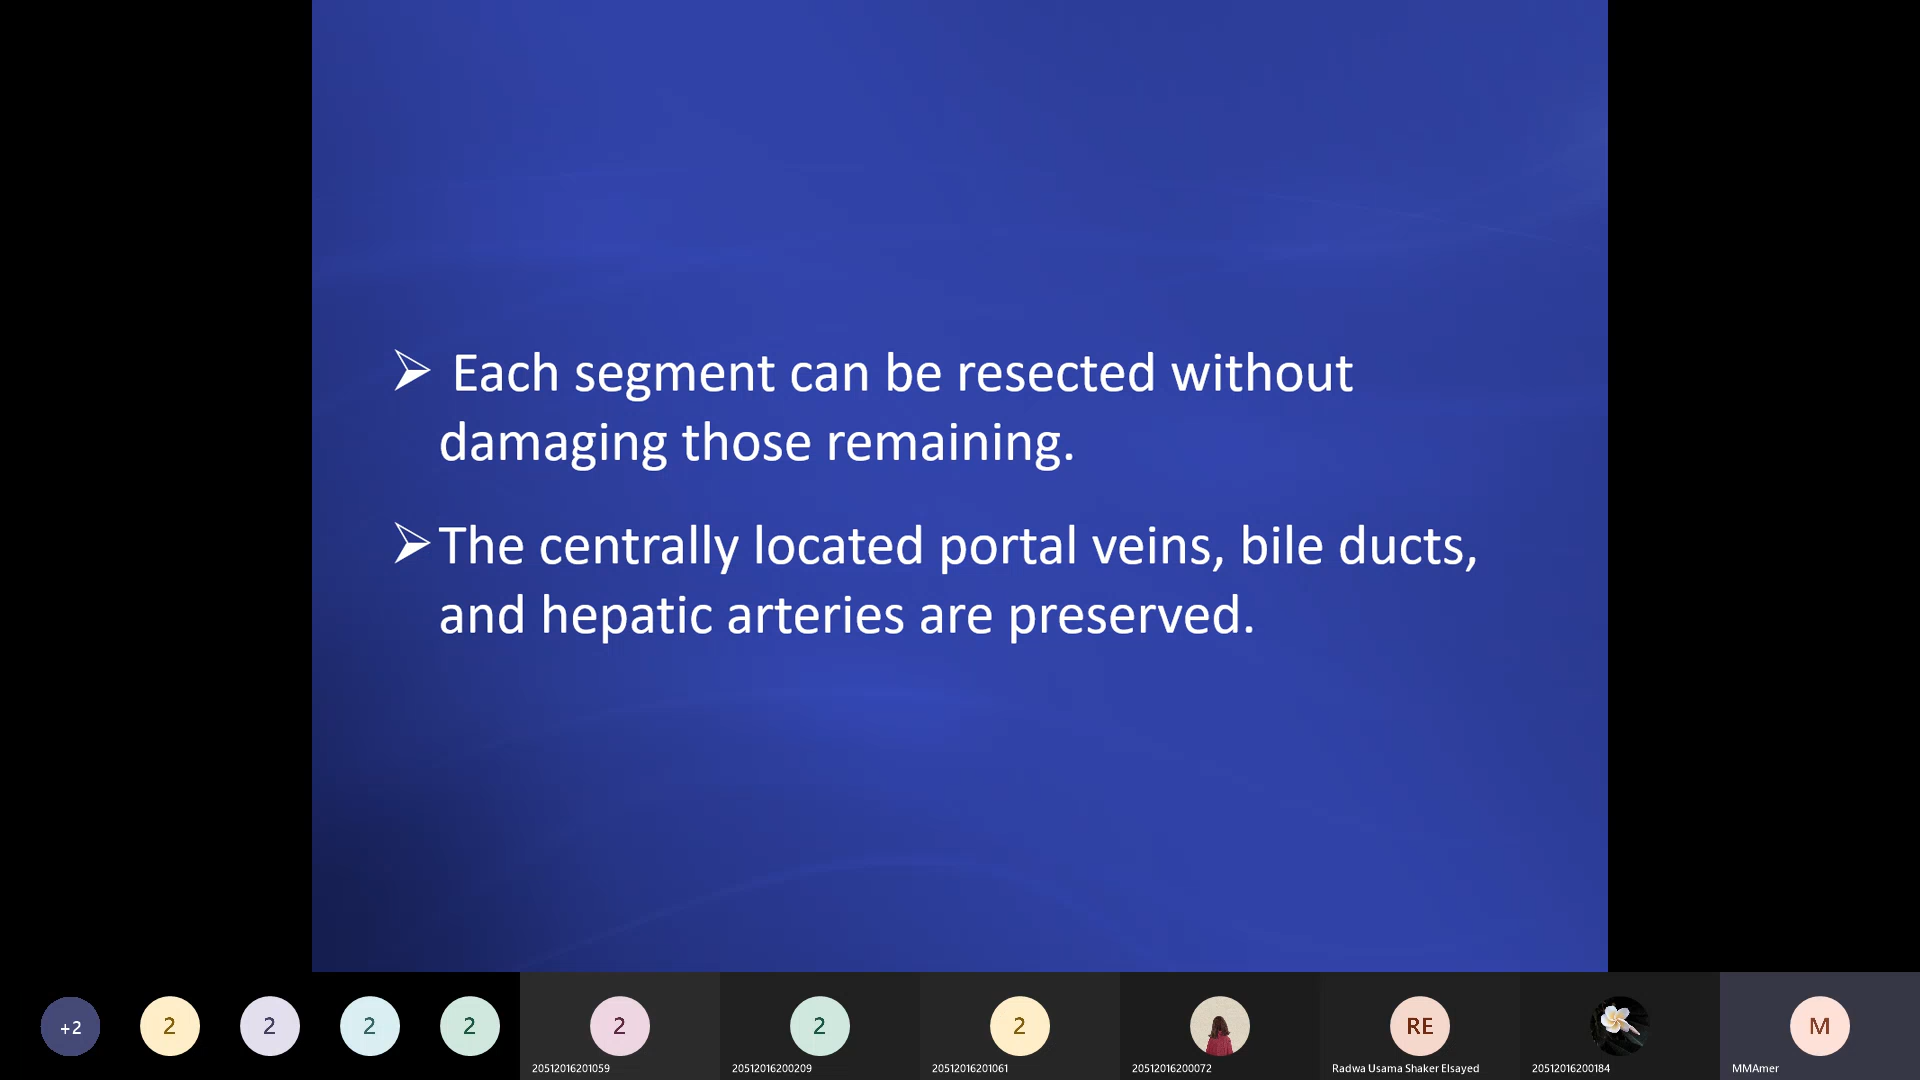 Each segment can be resected without
damaging those remaining.
The centrally located portal veins, bile ducts,
and hepatic arteries are preserved.
+2
2
2
2
2
2
2
2
RE
M
20512016201059
20512016200209
20512016201061
20512016200072
Radwa Usama Shaker Elsayed
20512016200184
MMAmer